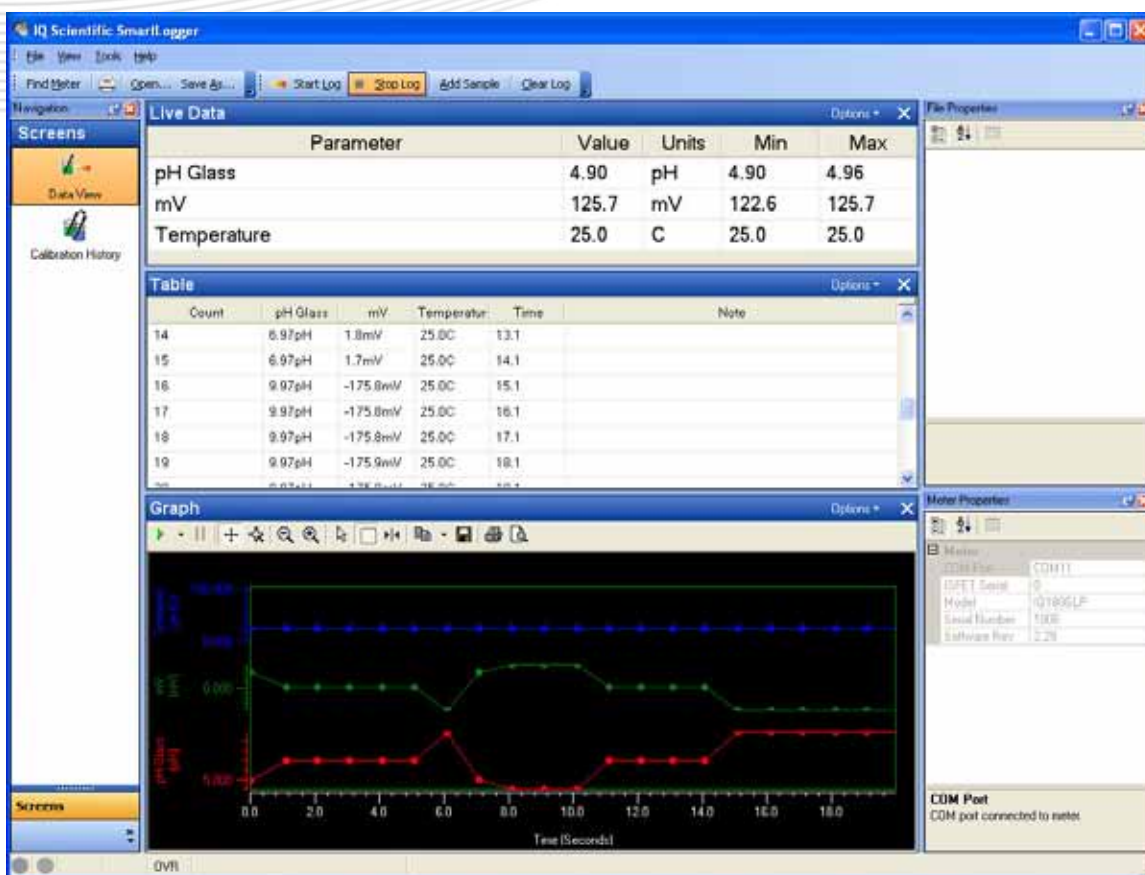 IQ Scientific SmartLogger
File View Tools Help
Find Meter Open... Save As... Start Log Stop Log Add Sample Clear Log
Navigation
Screens
Data View
Calibration History
Live Data Options
Parameter Value Units Min Max
pH Glass 4.90 pH 4.90 4.96
mV 125.7 mV 122.6 125.7
Temperature 25.0 C 25.0 25.0
Table Options
Count pH Glass mV Temperatur Time Note
14 6.97pH 1.8mV 25.0C 13.1
15 6.97pH 1.7mV 25.0C 14.1
16 9.97pH -175.8mV 25.0C 15.1
17 9.97pH -175.8mV 25.0C 16.1
18 9.97pH -175.8mV 25.0C 17.1
19 9.97pH -175.9mV 25.0C 18.1
Graph Options
0.000
mV
(mV)
5.000
pH Glass
(pH)
0.0 2.0 4.0 6.0 8.0 10.0 12.0 14.0 16.0 18.0
Time (Seconds)
File Properties
Meter Properties
Meter
COM Port COM11
ISFET Serial 0
Model
Serial Number
Software Rev 2.28
COM Port
COM port connected to meter.
Screens
OVR